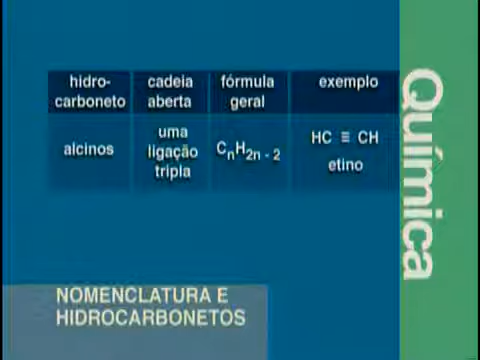 hidro-
carboneto
cadeia
aberta
fórmula
geral
exemplo
alcinos
uma
ligação
tripla
CnH2n - 2
HC ≡ CH
etino
Química
NOMENCLATURA E
HIDROCARBONETOS